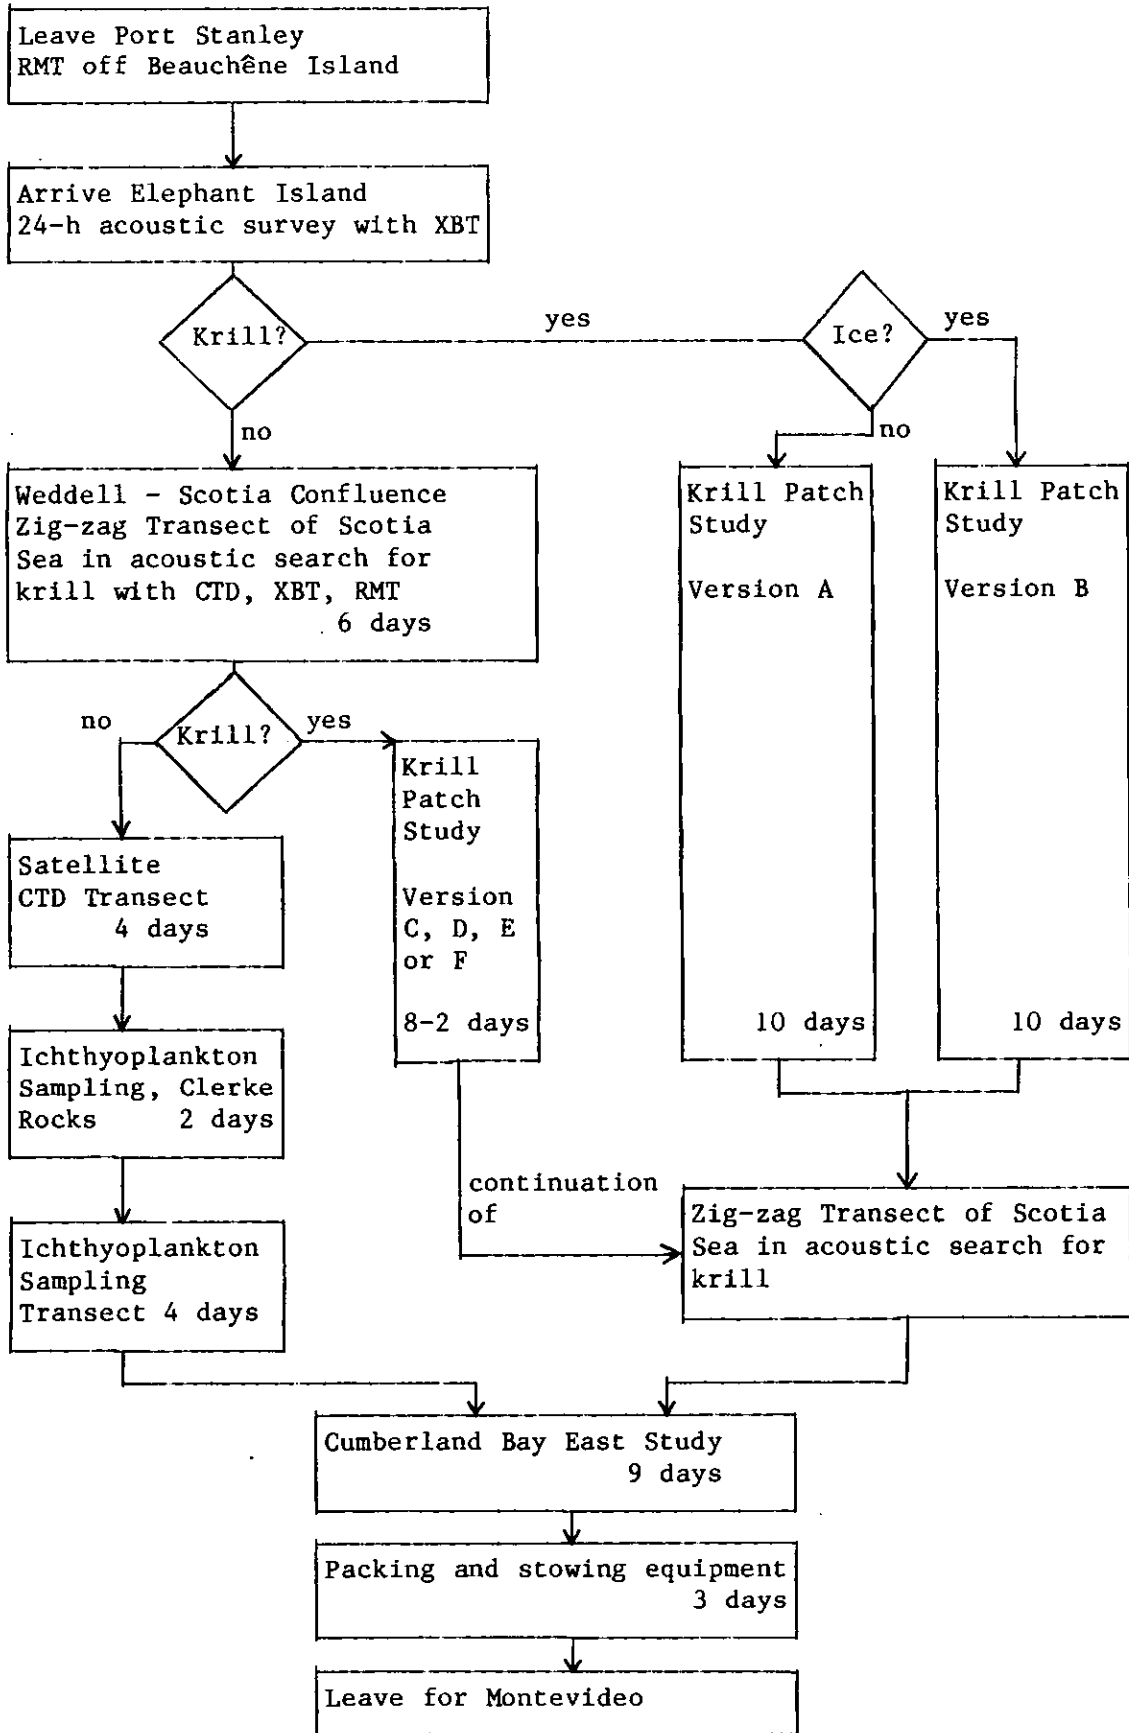 Leave Port Stanley
RMT off Beauchêne Island
Arrive Elephant Island
24-h acoustic survey with XBT
Krill?
yes
Ice?
yes
no
no
Weddell - Scotia Confluence
Zig-zag Transect of Scotia
Sea in acoustic search for
krill with CTD, XBT, RMT
6 days
Krill Patch
Study
Version A
10 days
Krill Patch
Study
Version B
10 days
no
Krill?
yes
Krill
Patch
Study
Version
C, D, E
or F
8-2 days
Satellite
CTD Transect
4 days
Ichthyoplankton
Sampling, Clerke
Rocks 2 days
continuation
of
Zig-zag Transect of Scotia
Sea in acoustic search for
krill
Ichthyoplankton
Sampling
Transect 4 days
Cumberland Bay East Study
9 days
Packing and stowing equipment
3 days
Leave for Montevideo